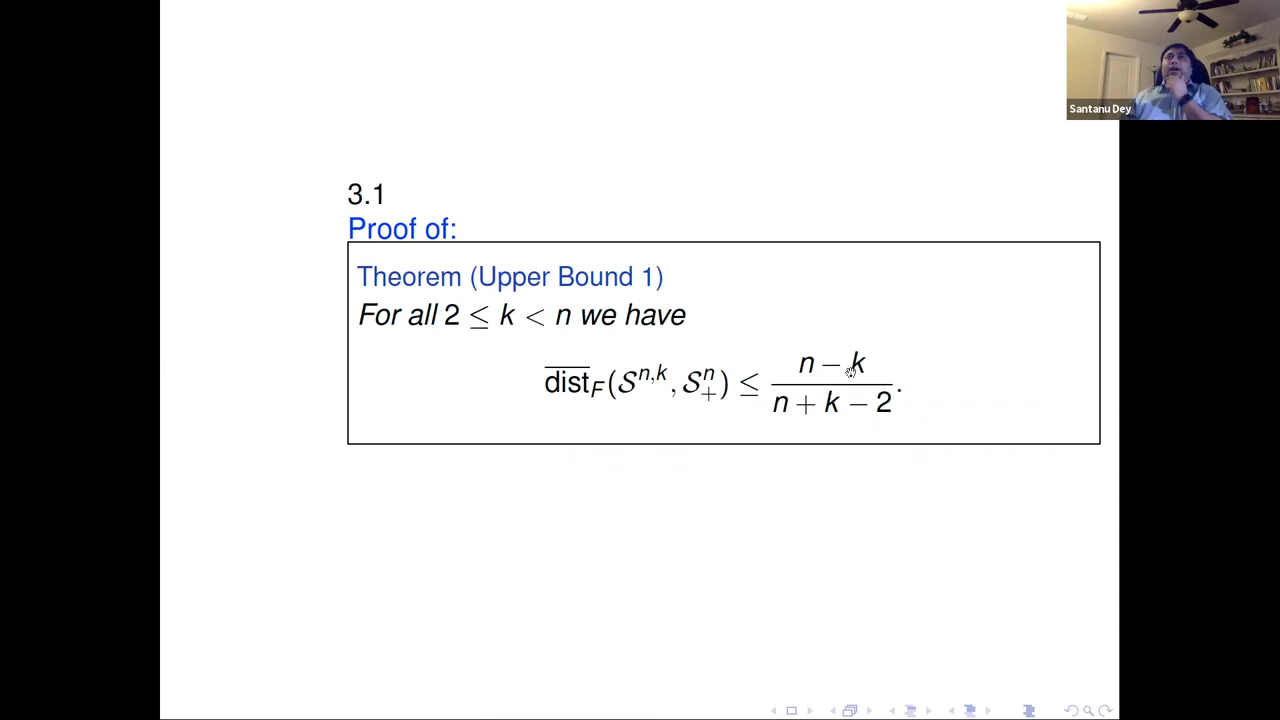 Santanu Dey
3.1
Proof of:
Theorem (Upper Bound 1)
For all 2 ≤ k < n we have
$\overline{\text{dist}}_F(\mathcal{S}^{n,k}, \mathcal{S}^n_+) \leq \frac{n-k}{n+k-2}.$